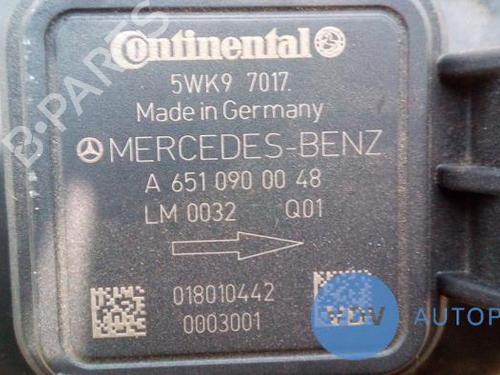 Continental
5WK9 7017.
Made in Germany
MERCEDES-BENZ
A 651 090 00 48
LM 0032 Q01
018010442
0003001
B-PARTS
VDV AUTOP